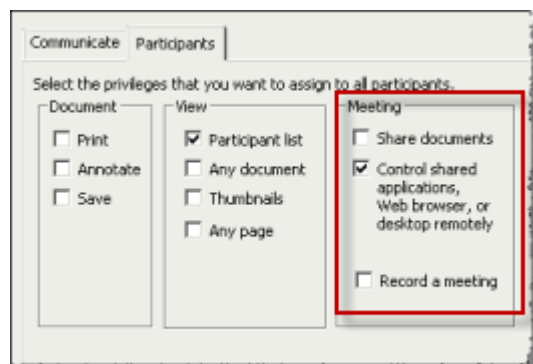 Communicate Participants
Select the privileges that you want to assign to all participants.
Document
Print
Annotate
Save
View
Participant list
Any document
Thumbnails
Any page
Meeting
Share documents
Control shared
applications,
Web browser, or
desktop remotely
Record a meeting